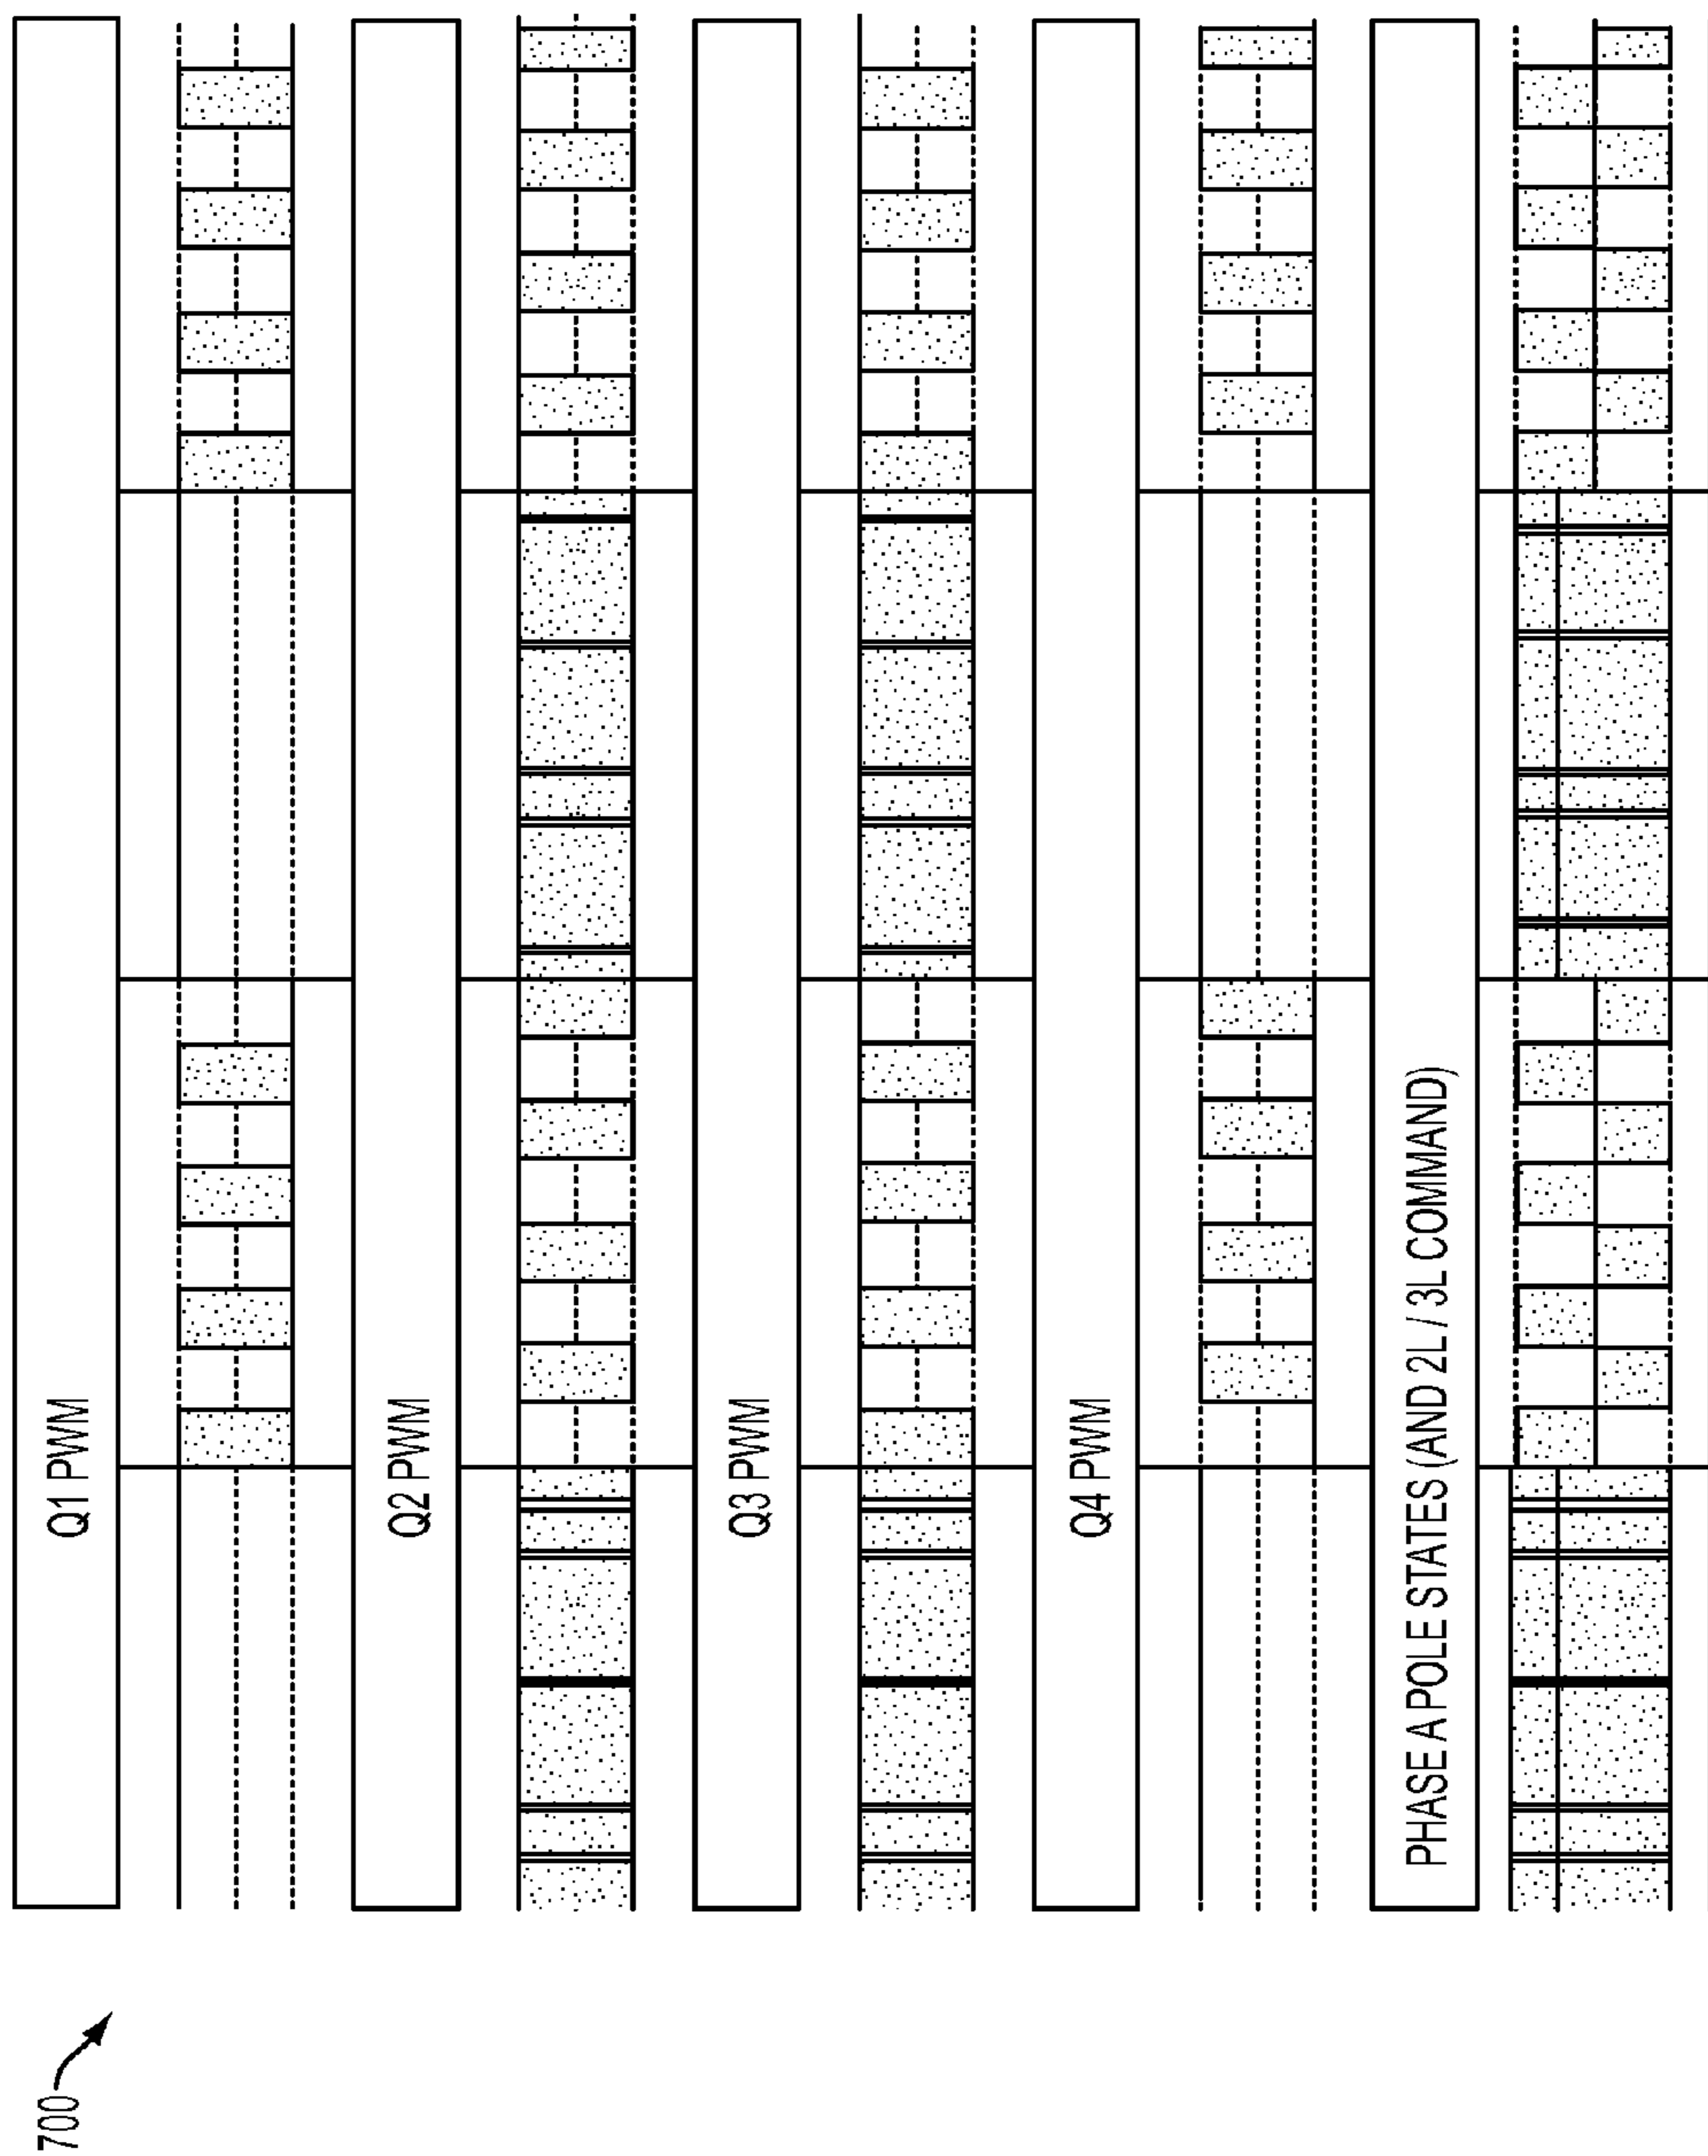 700
Q1 PWM
Q2 PWM
Q3 PWM
Q4 PWM
PHASE A POLE STATES (AND 2L / 3L COMMAND)